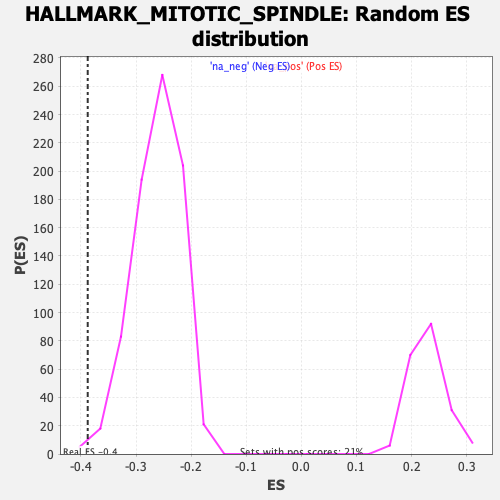 HALLMARK_MITOTIC_SPINDLE: Random ES
distribution
'na_neg' (Neg ES)os' (Pos ES)
280
260
240
220
200
180
160
140
120
100
80
60
40
20
0
P(ES)
Real ES -0.4
Sets with pos scores: 21%
-0.4 -0.3 -0.2 -0.1 0.0 0.1 0.2 0.3
ES